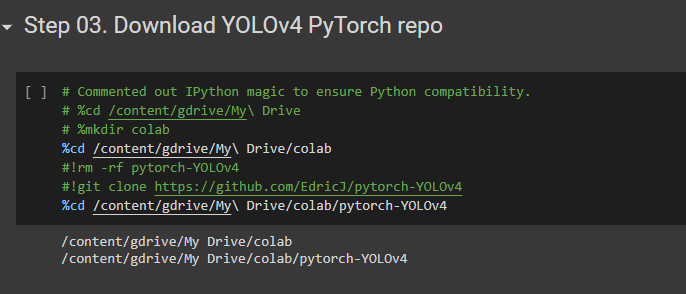 Step 03. Download YOLOv4 PyTorch repo
[ ] # Commented out IPython magic to ensure Python compatibility.
# %cd /content/gdrive/My\ Drive
# %mkdir colab
%cd /content/gdrive/My\ Drive/colab
#!rm -rf pytorch-YOLOv4
#!git clone https://github.com/EdricJ/pytorch-YOLOv4
%cd /content/gdrive/My\ Drive/colab/pytorch-YOLOv4
/content/gdrive/My Drive/colab
/content/gdrive/My Drive/colab/pytorch-YOLOv4